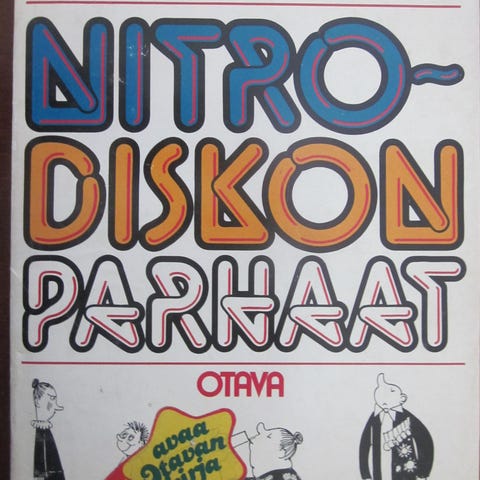 NITRO-
DISKON
PARHAAT
OTAVA
avaa
Otavan
kirja